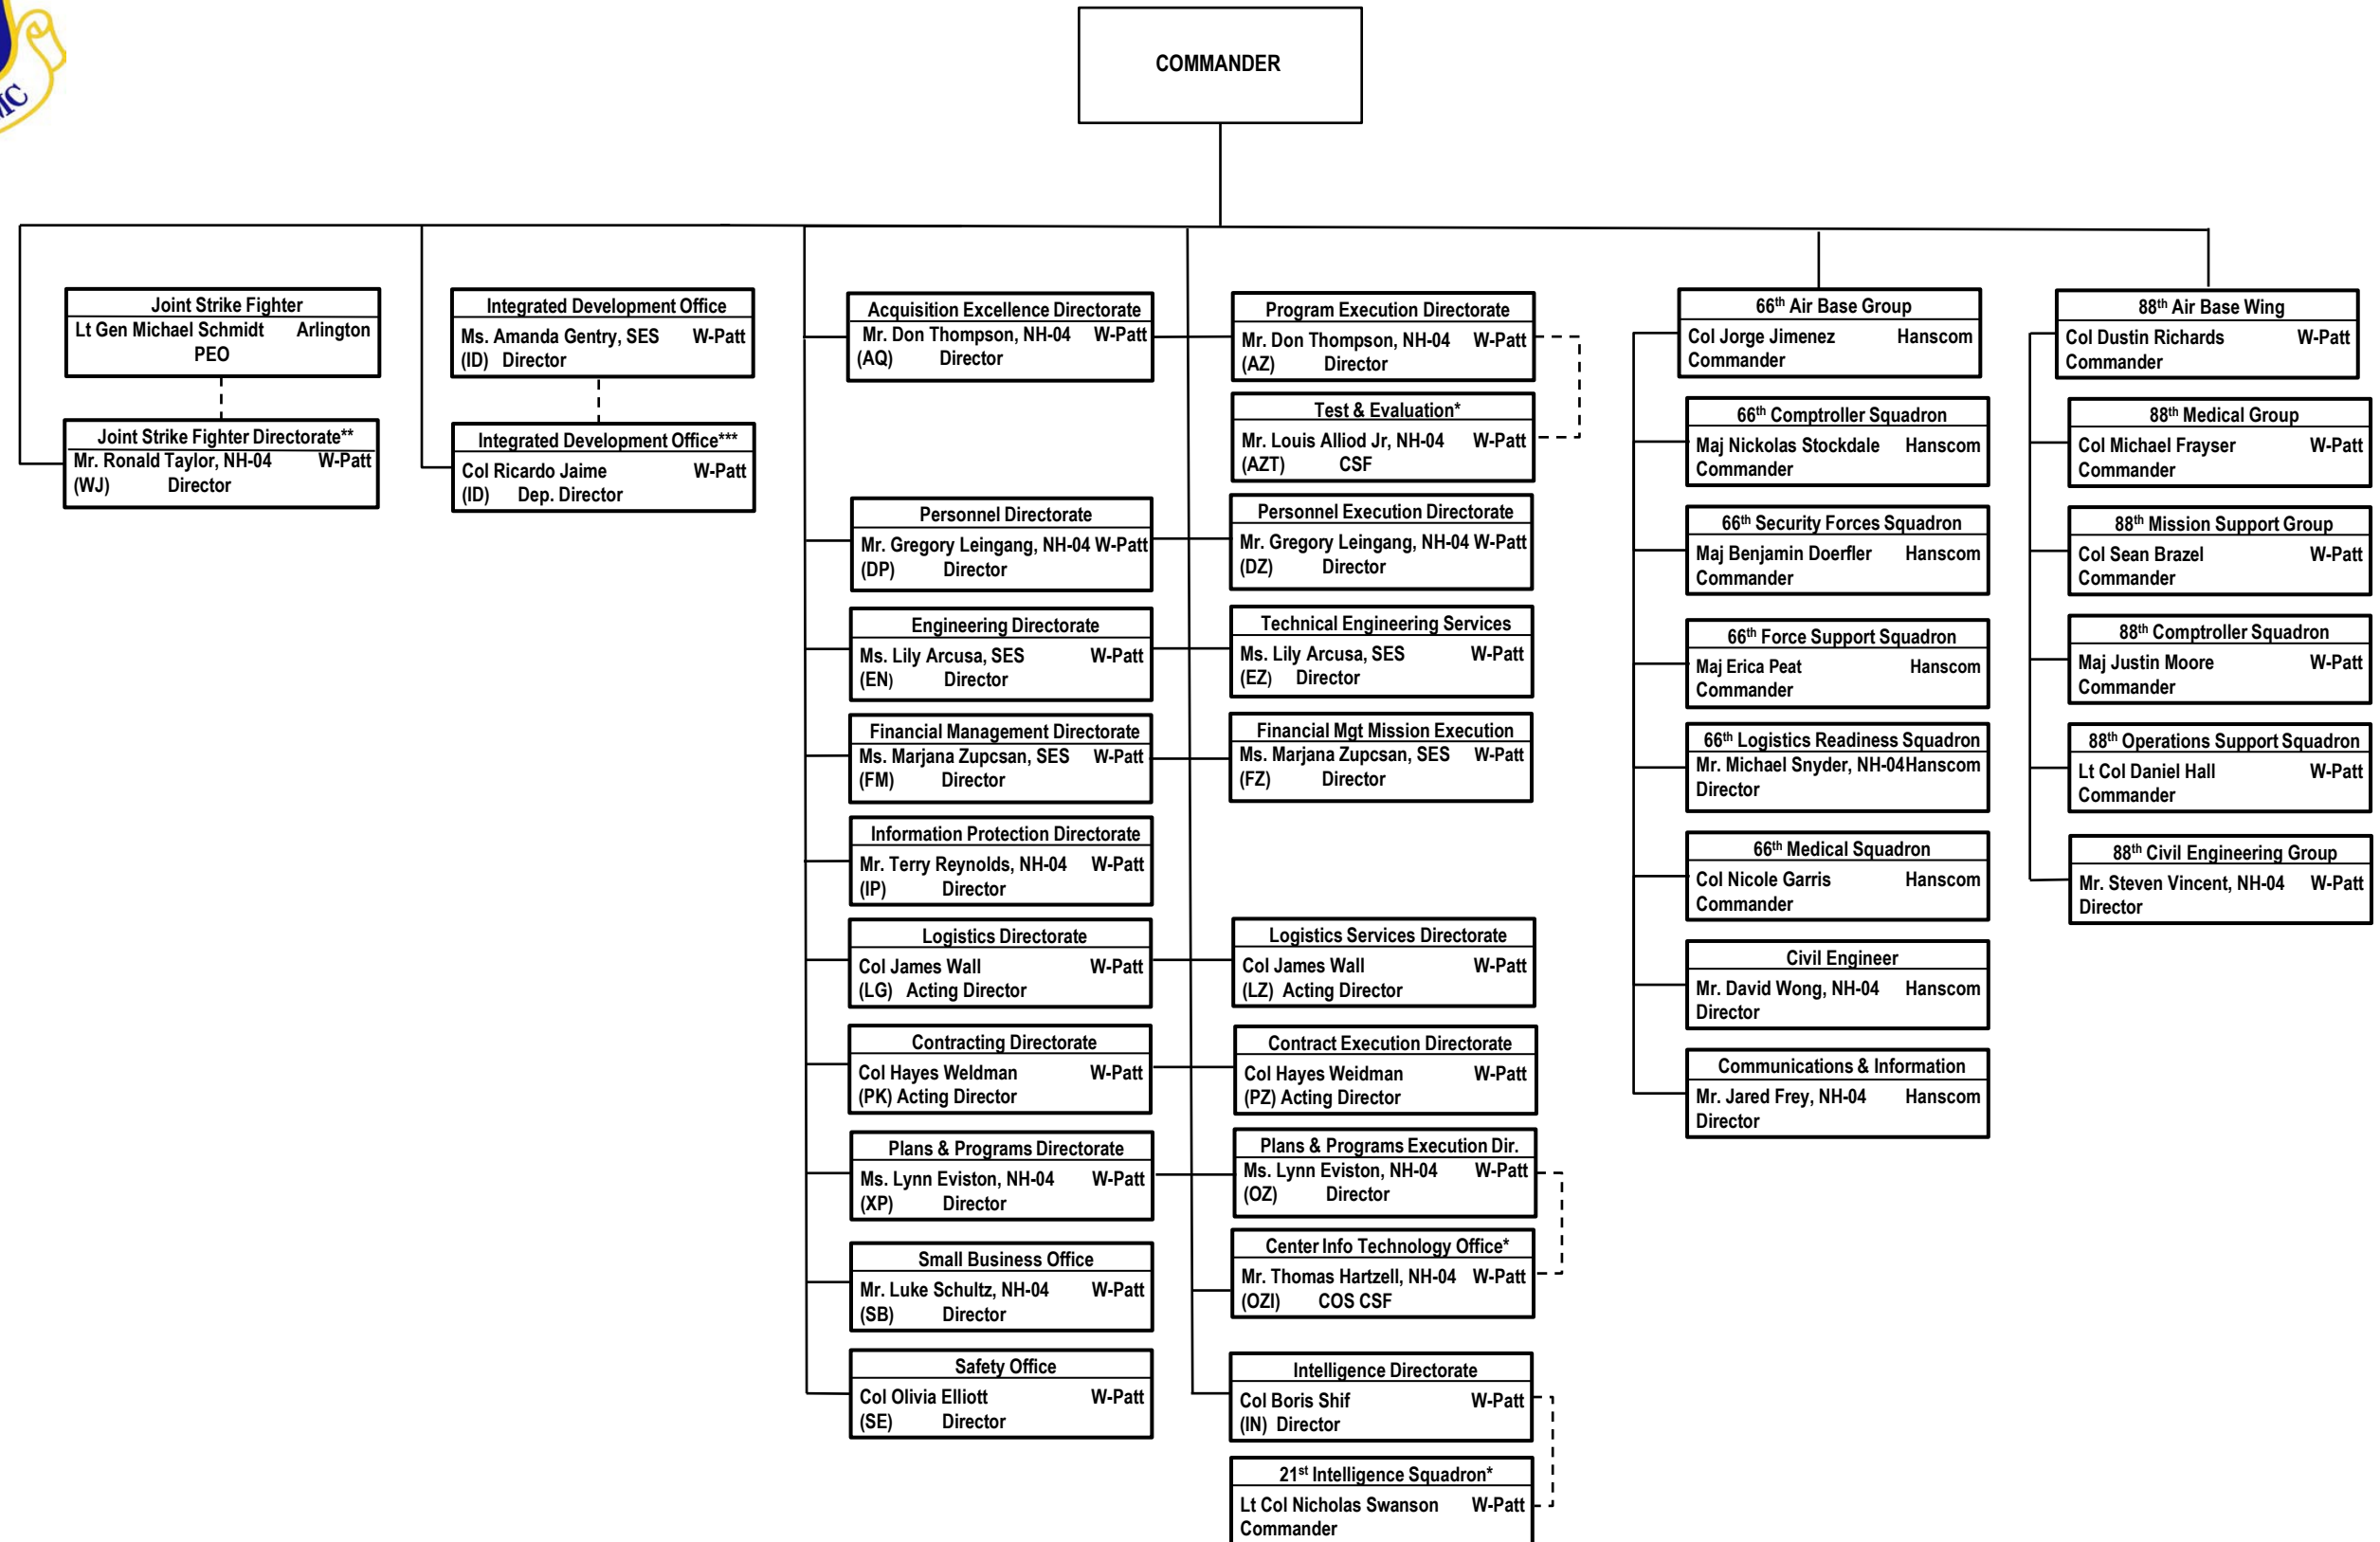 COMMANDER
Joint Strike Fighter
Lt Gen Michael Schmidt Arlington
PEO
Joint Strike Fighter Directorate**
Mr. Ronald Taylor, NH-04 W-Patt
(WJ) Director
Integrated Development Office
Ms. Amanda Gentry, SES W-Patt
(ID) Director
Integrated Development Office***
Col Ricardo Jaime W-Patt
(ID) Dep. Director
Acquisition Excellence Directorate
Mr. Don Thompson, NH-04 W-Patt
(AQ) Director
Personnel Directorate
Mr. Gregory Leingang, NH-04 W-Patt
(DP) Director
Engineering Directorate
Ms. Lily Arcusa, SES W-Patt
(EN) Director
Financial Management Directorate
Ms. Marjana Zupcsan, SES W-Patt
(FM) Director
Information Protection Directorate
Mr. Terry Reynolds, NH-04 W-Patt
(IP) Director
Logistics Directorate
Col James Wall W-Patt
(LG) Acting Director
Contracting Directorate
Col Hayes Weldman W-Patt
(PK) Acting Director
Plans & Programs Directorate
Ms. Lynn Eviston, NH-04 W-Patt
(XP) Director
Small Business Office
Mr. Luke Schultz, NH-04 W-Patt
(SB) Director
Safety Office
Col Olivia Elliott W-Patt
(SE) Director
Program Execution Directorate
Mr. Don Thompson, NH-04 W-Patt
(AZ) Director
Test & Evaluation*
Mr. Louis Alliod Jr, NH-04 W-Patt
(AZT) CSF
Personnel Execution Directorate
Mr. Gregory Leingang, NH-04 W-Patt
(DZ) Director
Technical Engineering Services
Ms. Lily Arcusa, SES W-Patt
(EZ) Director
Financial Mgt Mission Execution
Ms. Marjana Zupcsan, SES W-Patt
(FZ) Director
Logistics Services Directorate
Col James Wall W-Patt
(LZ) Acting Director
Contract Execution Directorate
Col Hayes Weidman W-Patt
(PZ) Acting Director
Plans & Programs Execution Dir.
Ms. Lynn Eviston, NH-04 W-Patt
(OZ) Director
Center Info Technology Office*
Mr. Thomas Hartzell, NH-04 W-Patt
(OZI) COS CSF
Intelligence Directorate
Col Boris Shif W-Patt
(IN) Director
21st Intelligence Squadron*
Lt Col Nicholas Swanson W-Patt
Commander
66th Air Base Group
Col Jorge Jimenez Hanscom
Commander
66th Comptroller Squadron
Maj Nickolas Stockdale Hanscom
Commander
66th Security Forces Squadron
Maj Benjamin Doerfler Hanscom
Commander
66th Force Support Squadron
Maj Erica Peat Hanscom
Commander
66th Logistics Readiness Squadron
Mr. Michael Snyder, NH-04Hanscom
Director
66th Medical Squadron
Col Nicole Garris Hanscom
Commander
Civil Engineer
Mr. David Wong, NH-04 Hanscom
Director
Communications & Information
Mr. Jared Frey, NH-04 Hanscom
Director
88th Air Base Wing
Col Dustin Richards W-Patt
Commander
88th Medical Group
Col Michael Frayser W-Patt
Commander
88th Mission Support Group
Col Sean Brazel W-Patt
Commander
88th Comptroller Squadron
Maj Justin Moore W-Patt
Commander
88th Operations Support Squadron
Lt Col Daniel Hall W-Patt
Commander
88th Civil Engineering Group
Mr. Steven Vincent, NH-04 W-Patt
Director